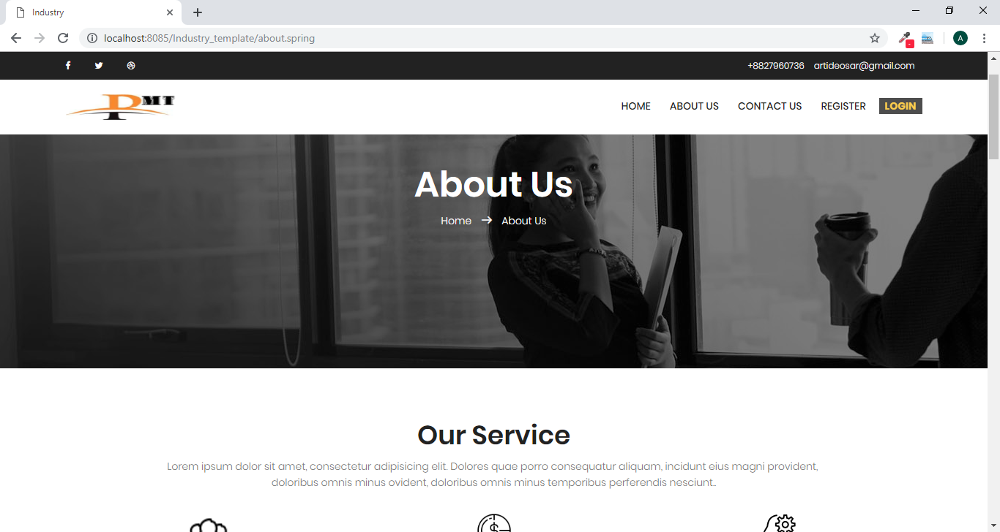 Industry
localhost:8085/Industry_template/about.spring
A
+8827960736 artideosar@gmail.com
PMT
HOME ABOUT US CONTACT US REGISTER LOGIN
About Us
Home → About Us
Our Service
Lorem ipsum dolor sit amet, consectetur adipisicing elit. Dolores quae porro consequatur aliquam, incidunt eius magni provident,
doloribus omnis minus ovident, doloribus omnis minus temporibus perferendis nesciunt..